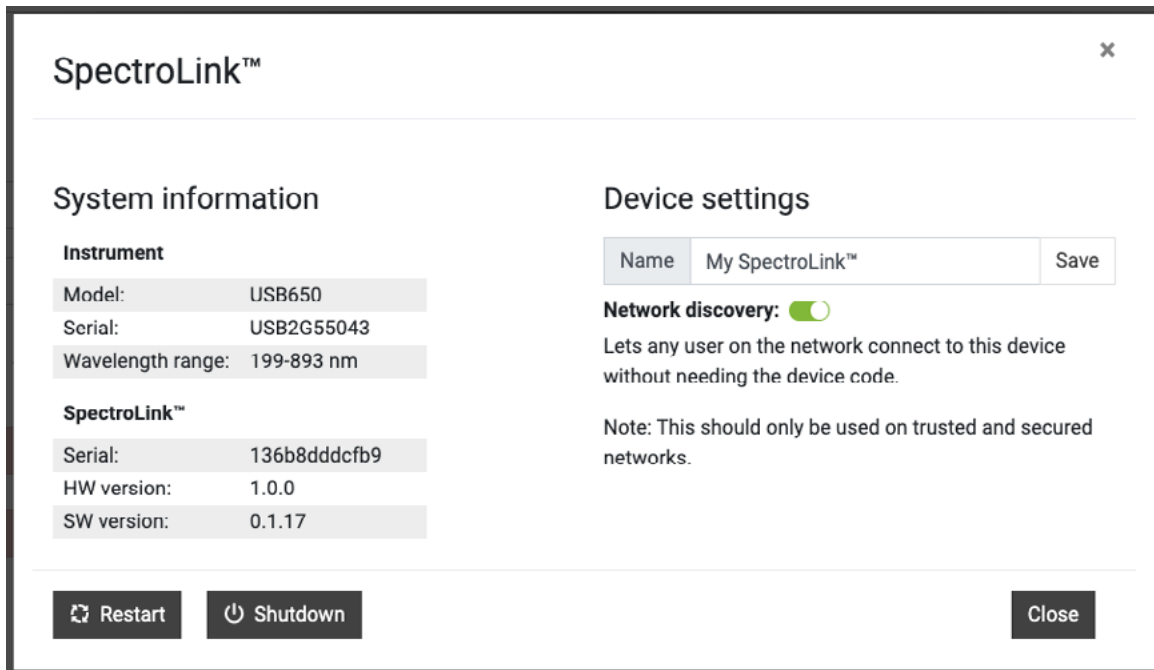 SpectroLink™
×
System information
Instrument
Model: USB650
Serial: USB2G55043
Wavelength range: 199-893 nm
SpectroLink™
Serial: 136b8dddcfb9
HW version: 1.0.0
SW version: 0.1.17
Device settings
Name My SpectroLink™ Save
Network discovery:
Lets any user on the network connect to this device
without needing the device code.
Note: This should only be used on trusted and secured
networks.
Restart Shutdown Close